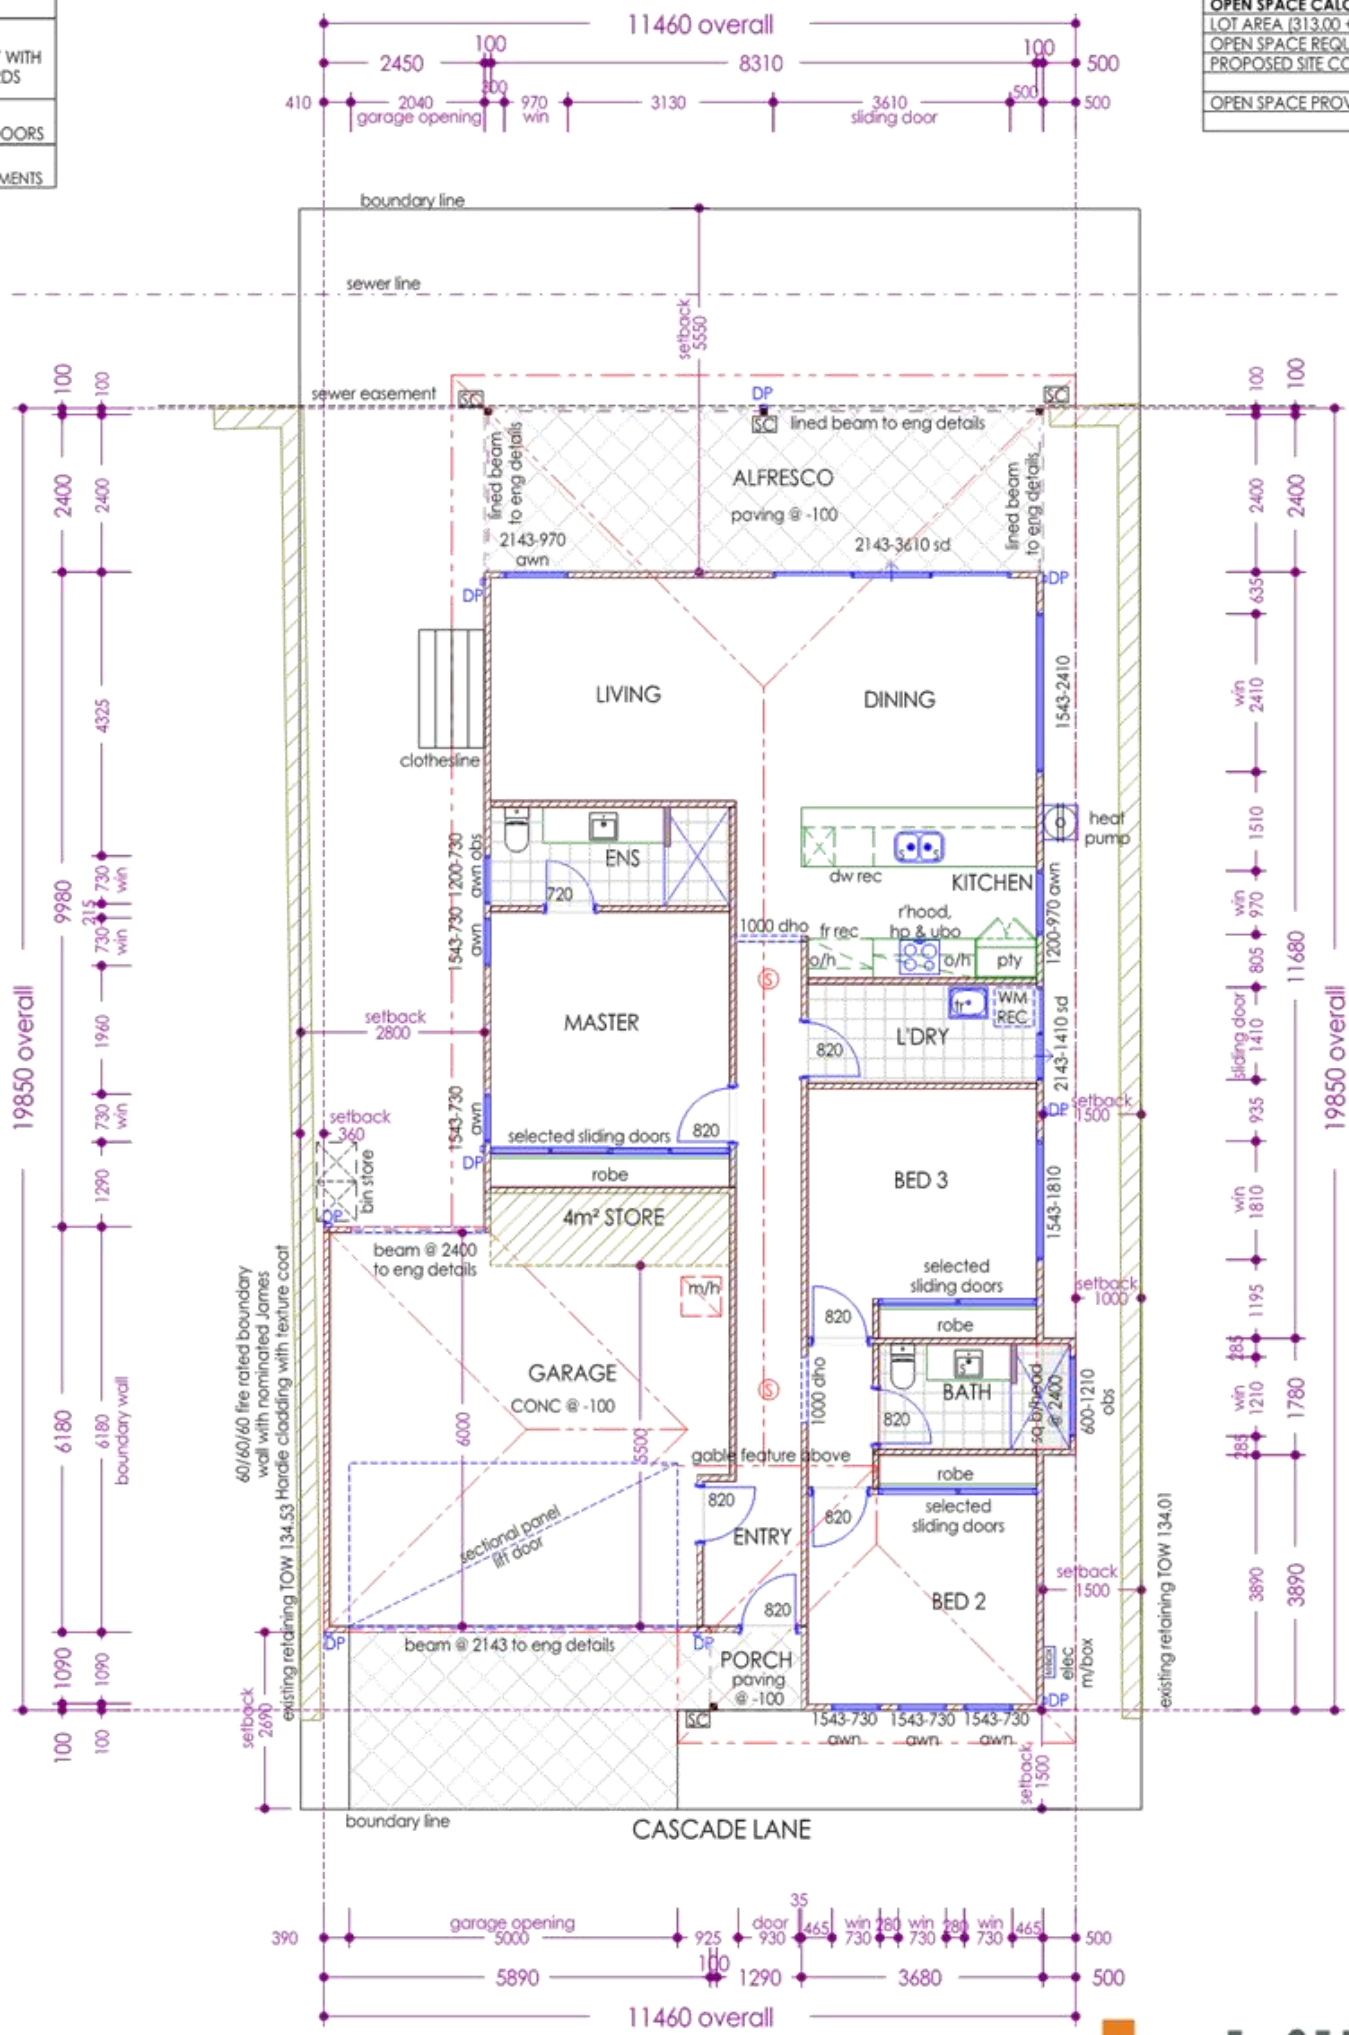 11460 overall
100 100
2450 8310 500
300 500
410 2040 970 3130 3610 500
garage opening win sliding door
WITH
OORS
MENTS
OPEN SPACE
LOT AREA (313.00
OPEN SPACE
PROPOSED SITE
OPEN SPACE
boundary line
sewer line
setback
5550
sewer easement
SC
DP
SC
SC lined beam to eng details
lined beam
to eng details
lined beam
to eng details
ALFRESCO
paving @ -100
2143-970
awn
2143-3610 sd
DP
DP
LIVING
DINING
1543-2410
clothesline
heat
pump
ENS
720
1200-730
awn obs
dw rec
KITCHEN
1200-970 awn
r'hood,
hp & ubo
1000 dho
fr rec
o/h
o/h
pty
1543-730
awn
S
MASTER
tr
WM
REC
L'DRY
820
2143-1410 sd
setback
2800
DP
setback
1500
setback
360
1543-730
awn
820
selected sliding doors
DP
robe
bin store
BED 3
1543-1810
4m² STORE
DP
beam @ 2400
to eng details
selected
sliding doors
m/h
setback
1000
robe
820
60/60/60 fire rated boundary
wall with nominated James
Hardie cladding with texture coat
existing retaining TOW 134.53
GARAGE
CONC @ -100
6000
5500
S
1000 dho
BATH
820
sq b/head
@ 2400
600-1210
obs
gable feature above
robe
selected
sliding doors
820
820
ENTRY
sectional panel
lift door
820
BED 2
setback
1500
existing retaining TOW 134.01
DP
beam @ 2143 to eng details
DP
PORCH
paving
@ -100
elec
m/box
DP
SC
1543-730 1543-730 1543-730
awn awn awn
setback
2690
setback
1500
boundary line
CASCADE LANE
19850 overall
100
2400
9980
6180
1090
100
100
2400
4325
730 win
215
730 win
1960
730 win
1290
6180
boundary wall
1090
100
100
2400
635
win
2410
1510
win
970
805
sliding door
1410
935
win
1810
1195
285
win
1210
285
3890
100
2400
11680
1780
3890
19850 overall
35
garage opening door win win win
390 5000 925 930 465 730 280 730 280 730 465 500
100
5890 1290 3680 500
11460 overall